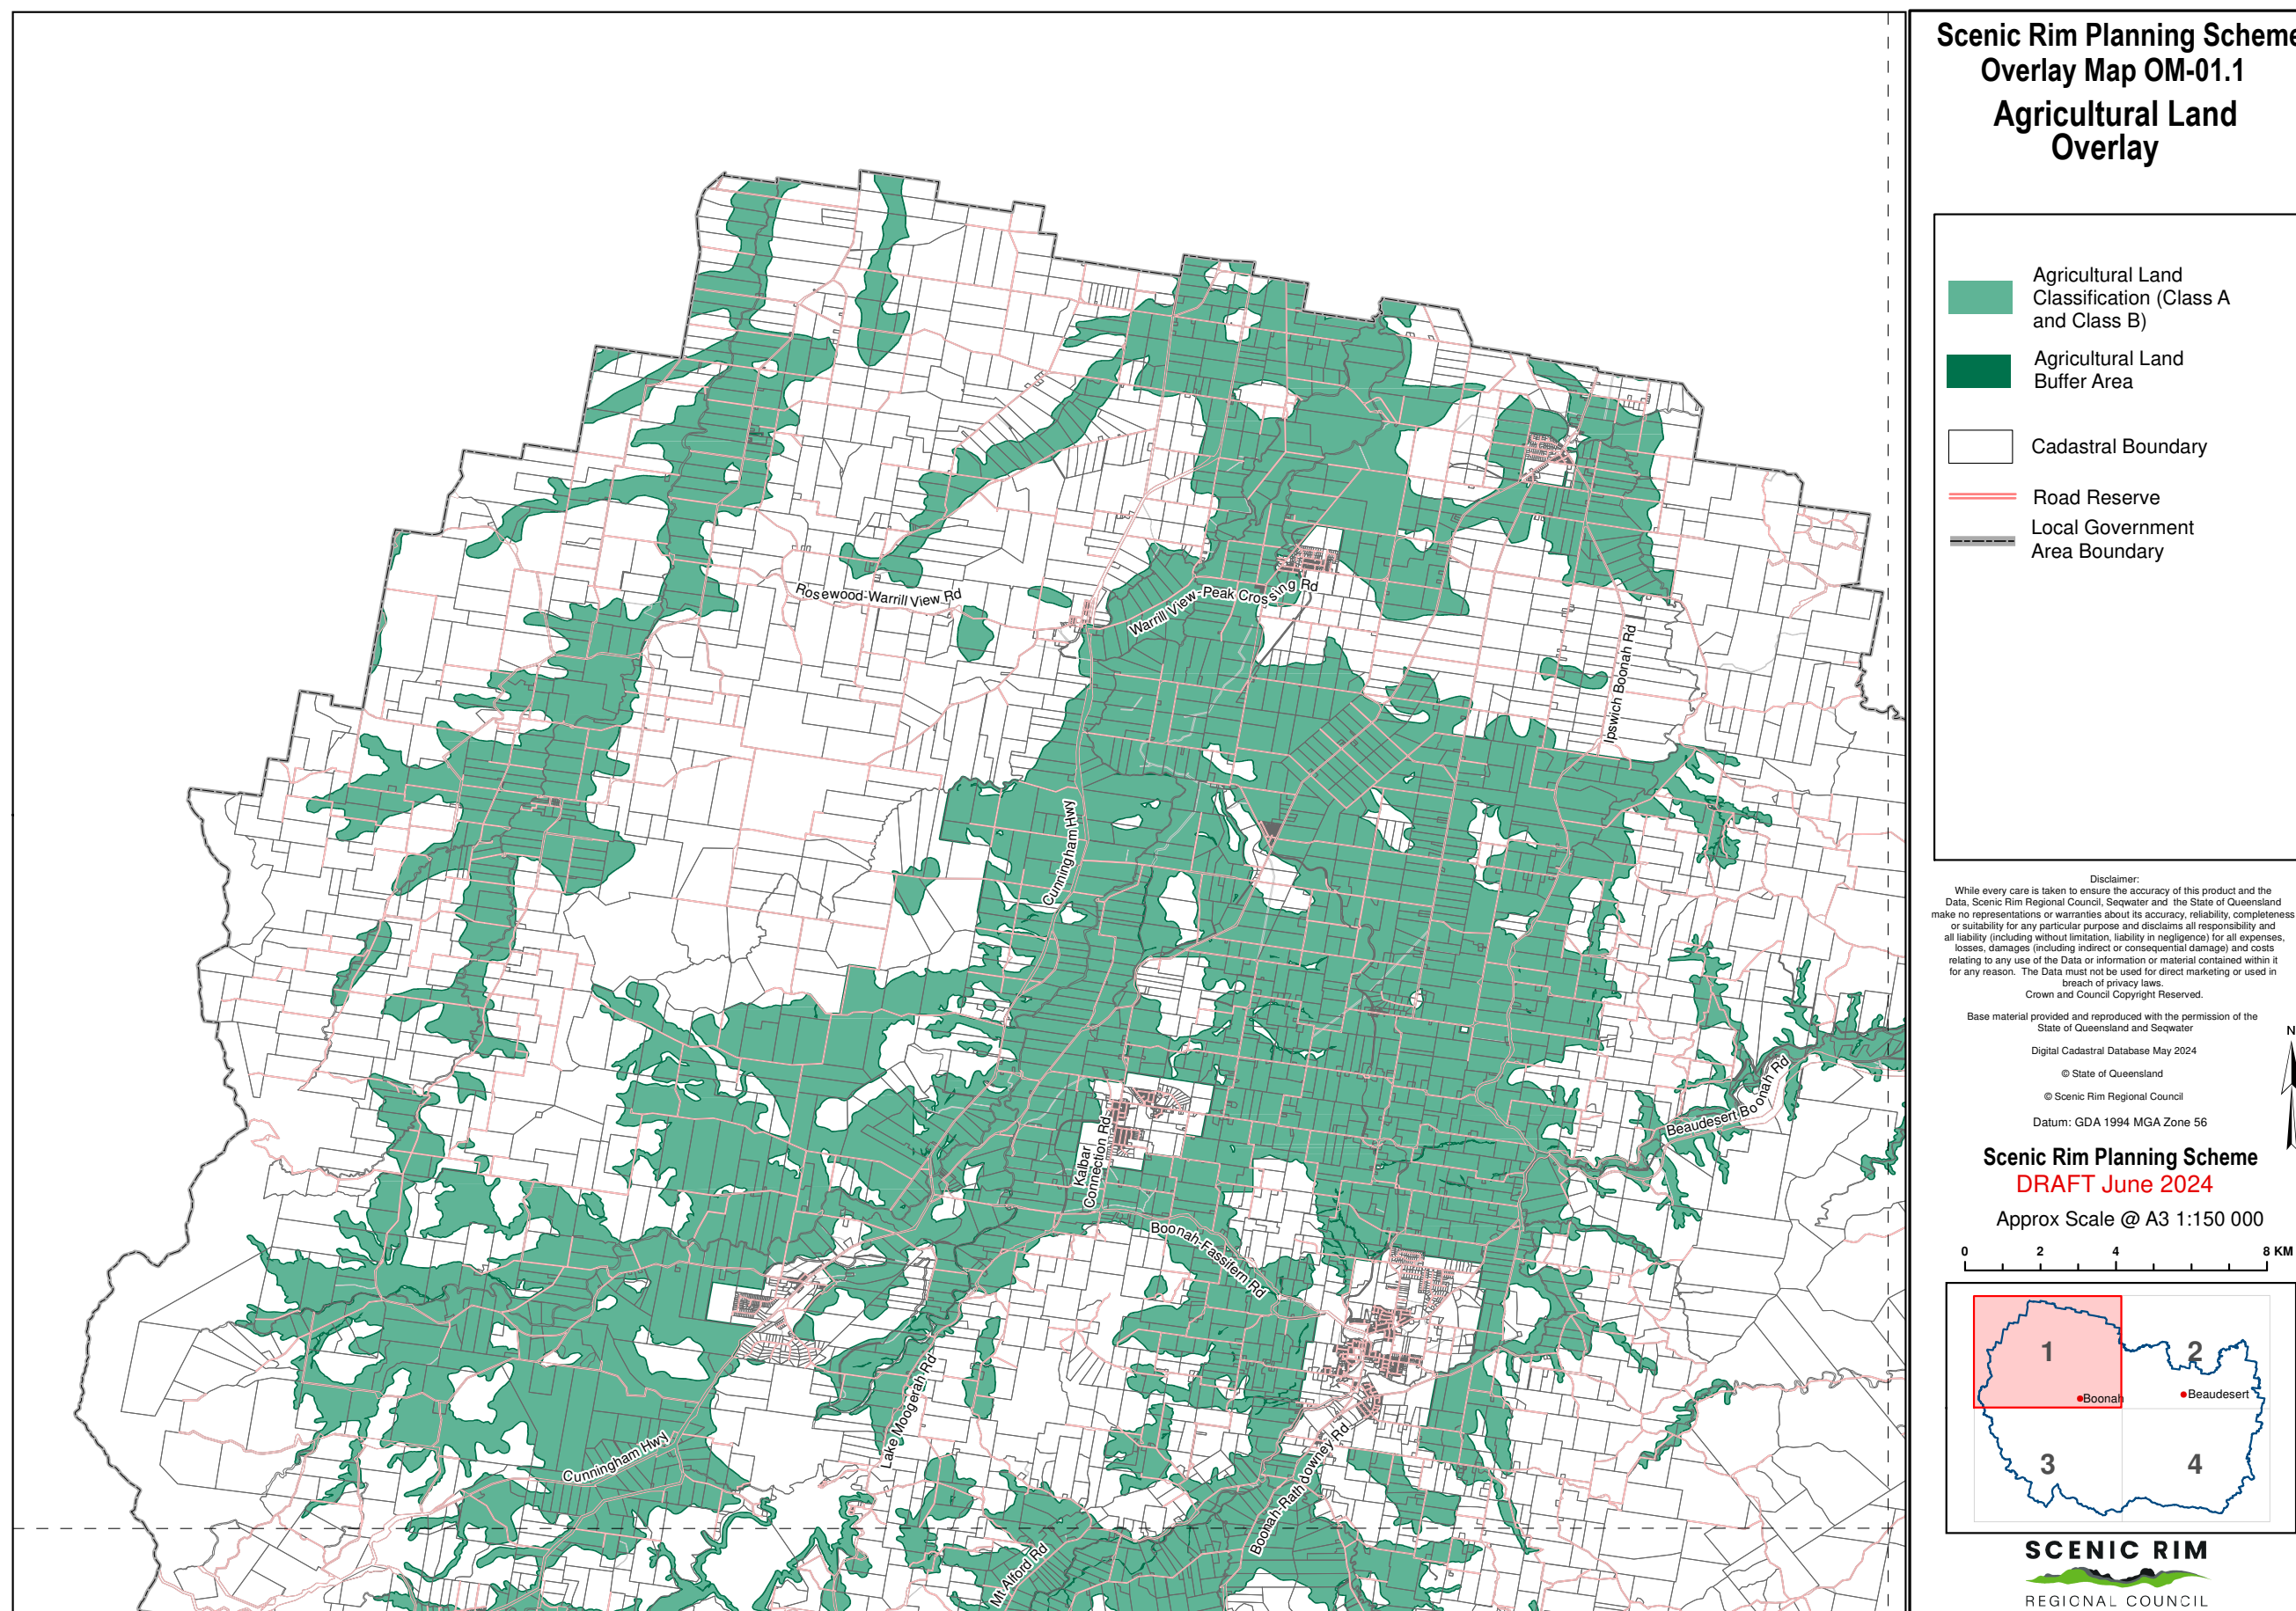 Scenic Rim Planning Scheme
Overlay Map OM-01.1
Agricultural Land
Overlay
Agricultural Land
Classification (Class A
and Class B)
Agricultural Land
Buffer Area
Cadastral Boundary
Road Reserve
Local Government
Area Boundary
Rosewood-Warrill View Rd
Warrill View-Peak Crossing Rd
Ipswich Boonah Rd
Cunningham Hwy
Beaudesert Boonah Rd
Kalbar
Connection Rd
Boonah-Fassifern Rd
Lake Moogerah Rd
Cunningham Hwy
Boonah-Rathdowney Rd
Mt Alford Rd
Disclaimer:
While every care is taken to ensure the accuracy of this product and the
Data, Scenic Rim Regional Council, Seqwater and the State of Queensland
make no representations or warranties about its accuracy, reliability, completeness
or suitability for any particular purpose and disclaims all responsibility and
all liability (including without limitation, liability in negligence) for all expenses,
losses, damages (including indirect or consequential damage) and costs
relating to any use of the Data or information or material contained within it
for any reason. The Data must not be used for direct marketing or used in
breach of privacy laws.
Crown and Council Copyright Reserved.
Base material provided and reproduced with the permission of the
State of Queensland and Seqwater
Digital Cadastral Database May 2024
© State of Queensland
© Scenic Rim Regional Council
Datum: GDA 1994 MGA Zone 56
N
Scenic Rim Planning Scheme
DRAFT June 2024
Approx Scale @ A3 1:150 000
0 2 4 8 KM
1 2
Boonah Beaudesert
3 4
SCENIC RIM
REGIONAL COUNCIL